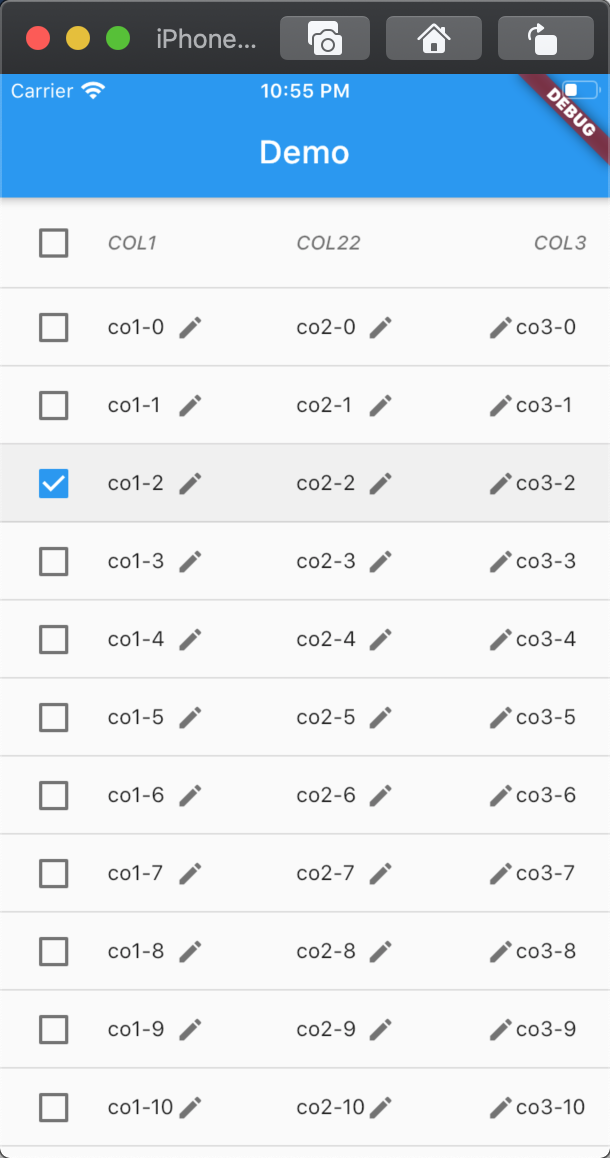 iPhone...
Carrier 10:55 PM
DEBUG
Demo
COL1 COL22 COL3
co1-0 co2-0 co3-0
co1-1 co2-1 co3-1
co1-2 co2-2 co3-2
co1-3 co2-3 co3-3
co1-4 co2-4 co3-4
co1-5 co2-5 co3-5
co1-6 co2-6 co3-6
co1-7 co2-7 co3-7
co1-8 co2-8 co3-8
co1-9 co2-9 co3-9
co1-10 co2-10 co3-10